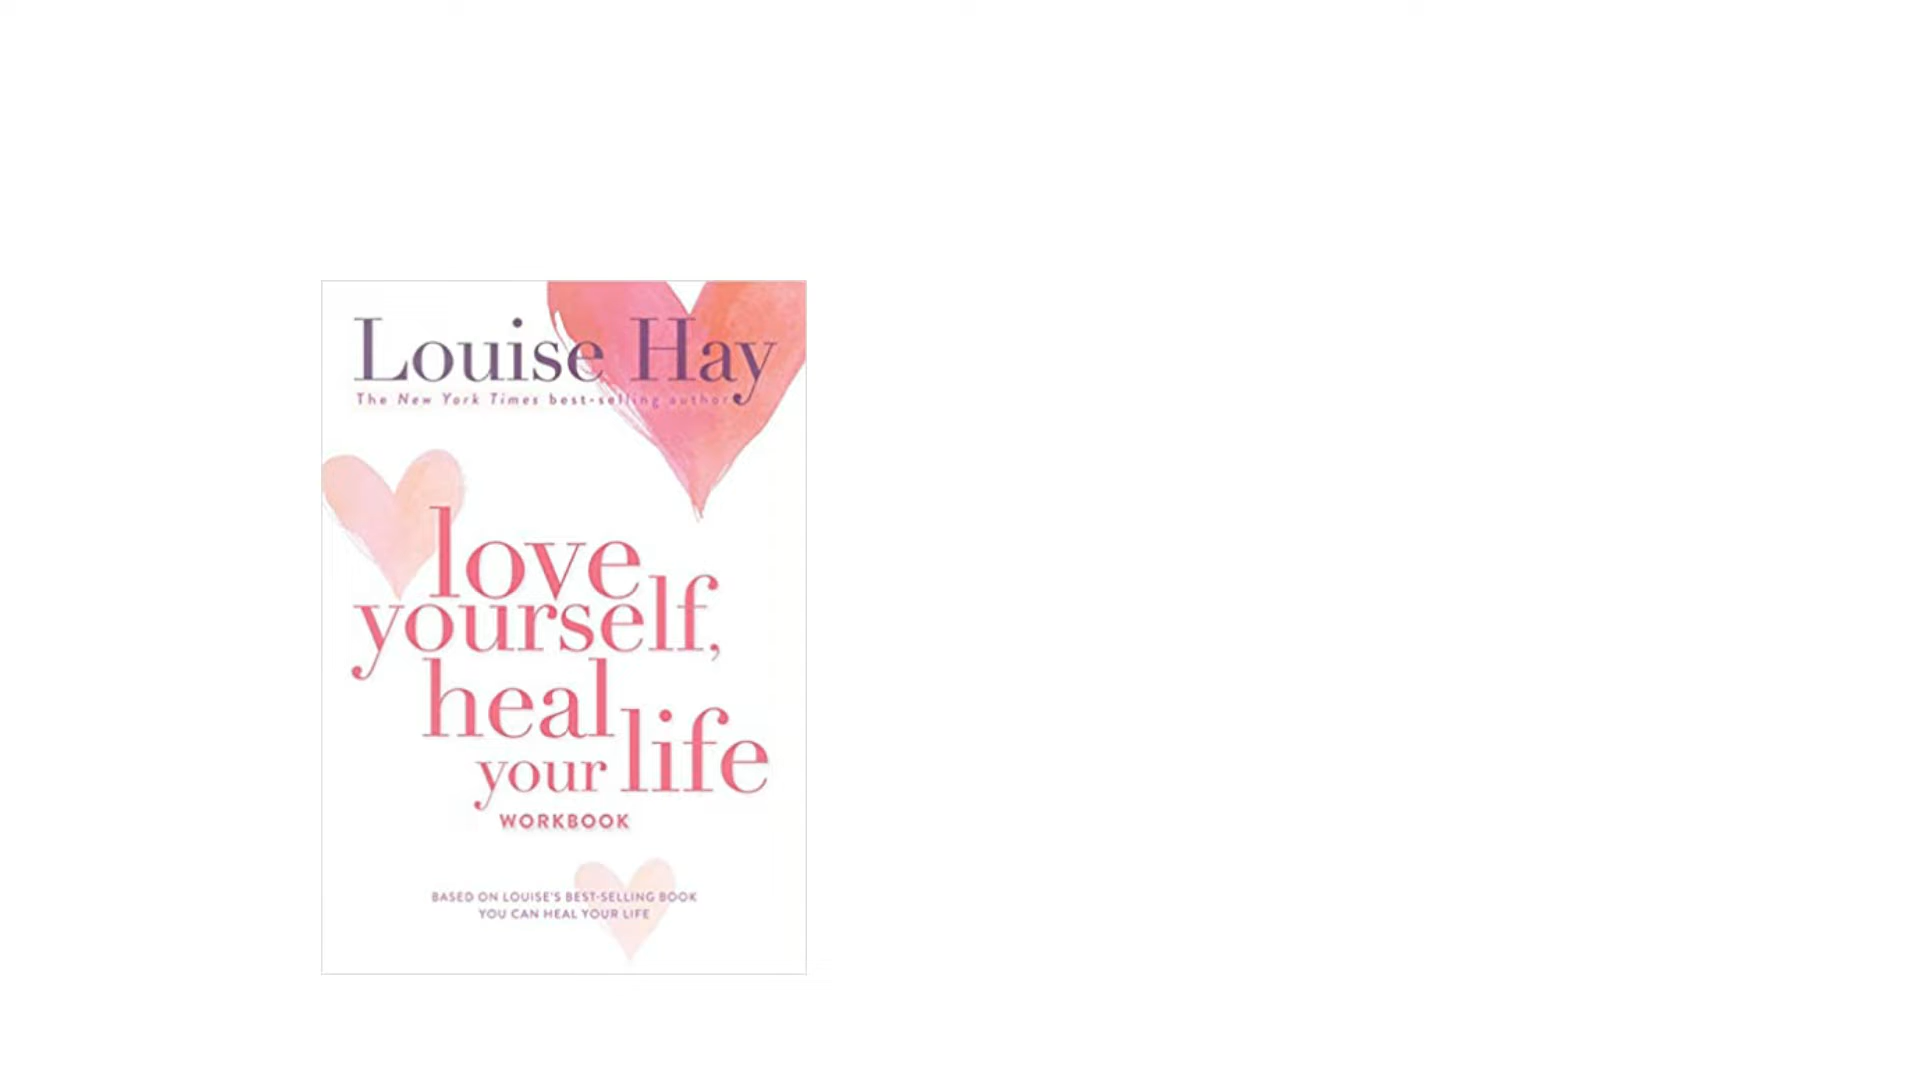 Louise Hay
The New York Times best-selling author
love
yourself,
heal
your life
WORKBOOK
BASED ON LOUISE'S BEST-SELLING BOOK
YOU CAN HEAL YOUR LIFE